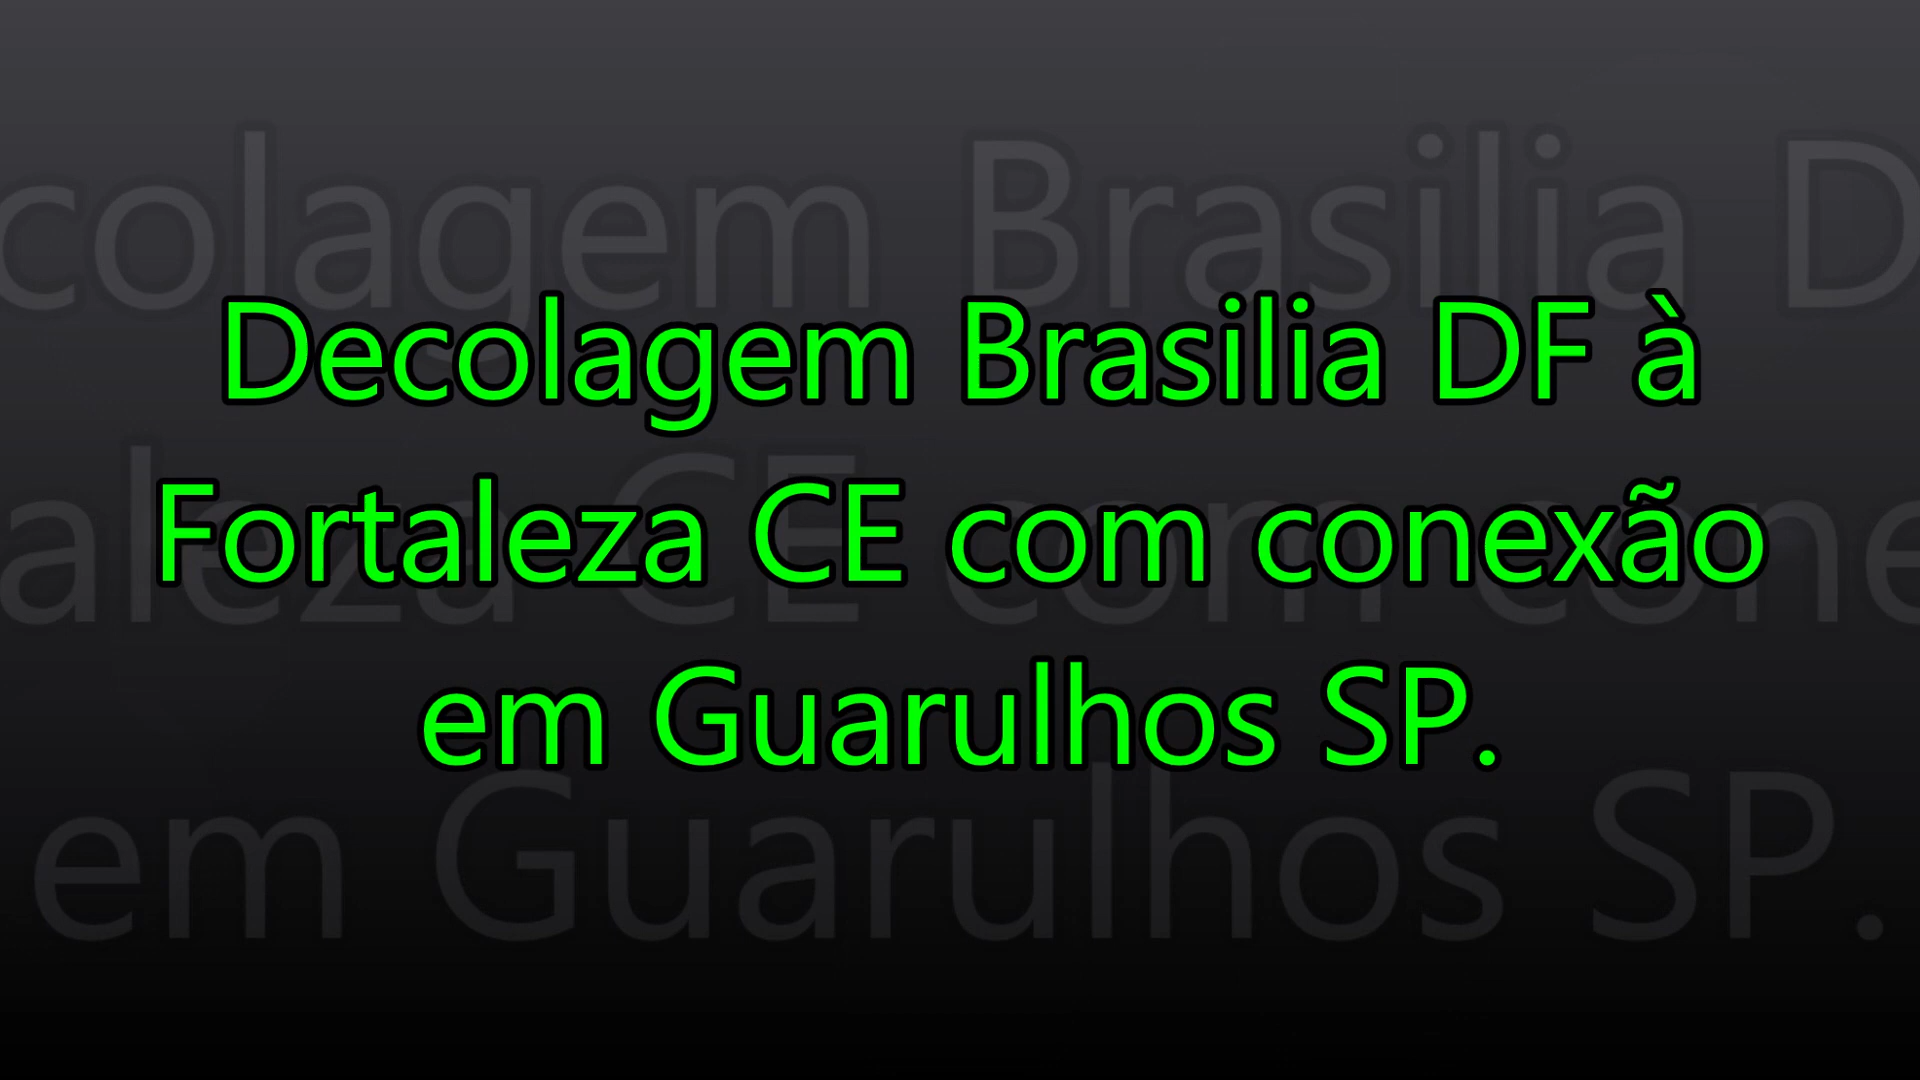 Decolagem Brasilia DF à
Fortaleza CE com conexão
em Guarulhos SP.